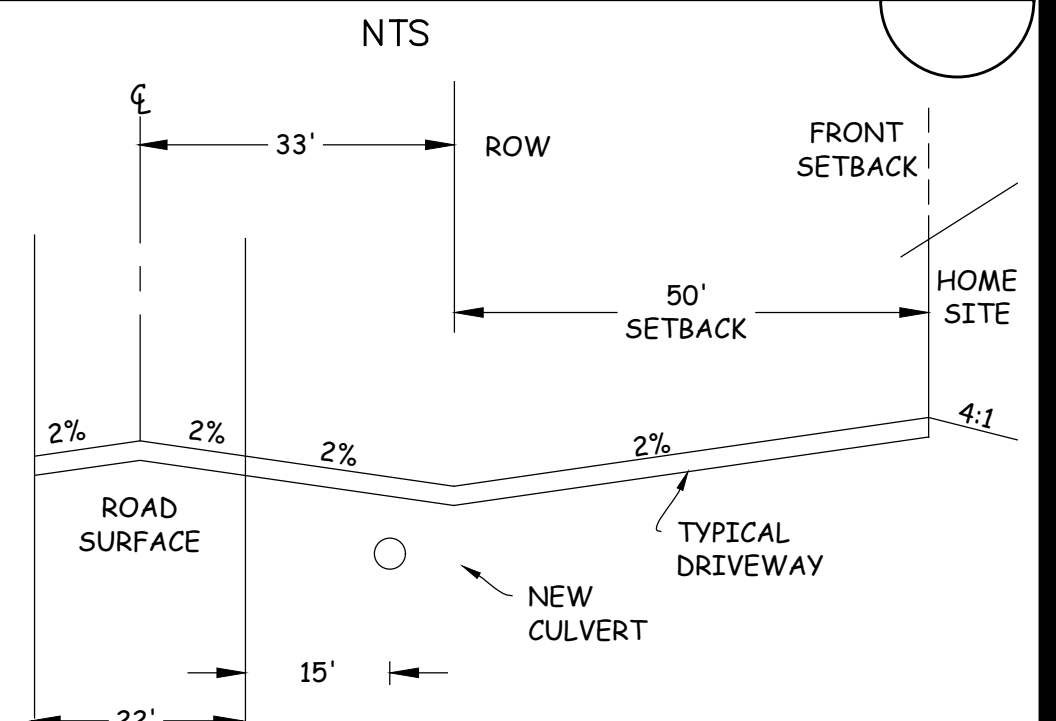 NTS
℄
33'
ROW
FRONT
SETBACK
50'
SETBACK
HOME
SITE
2%
2%
2%
2%
4:1
ROAD
SURFACE
TYPICAL
DRIVEWAY
NEW
CULVERT
15'
22'